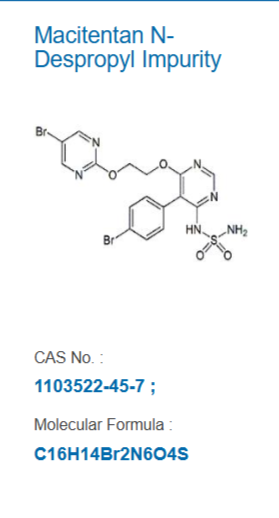 Macitentan N-
Despropyl Impurity
Br
N
N
O
O
N
N
Br
HN
NH2
S
O
O
CAS No. :
1103522-45-7 ;
Molecular Formula :
C16H14Br2N6O4S